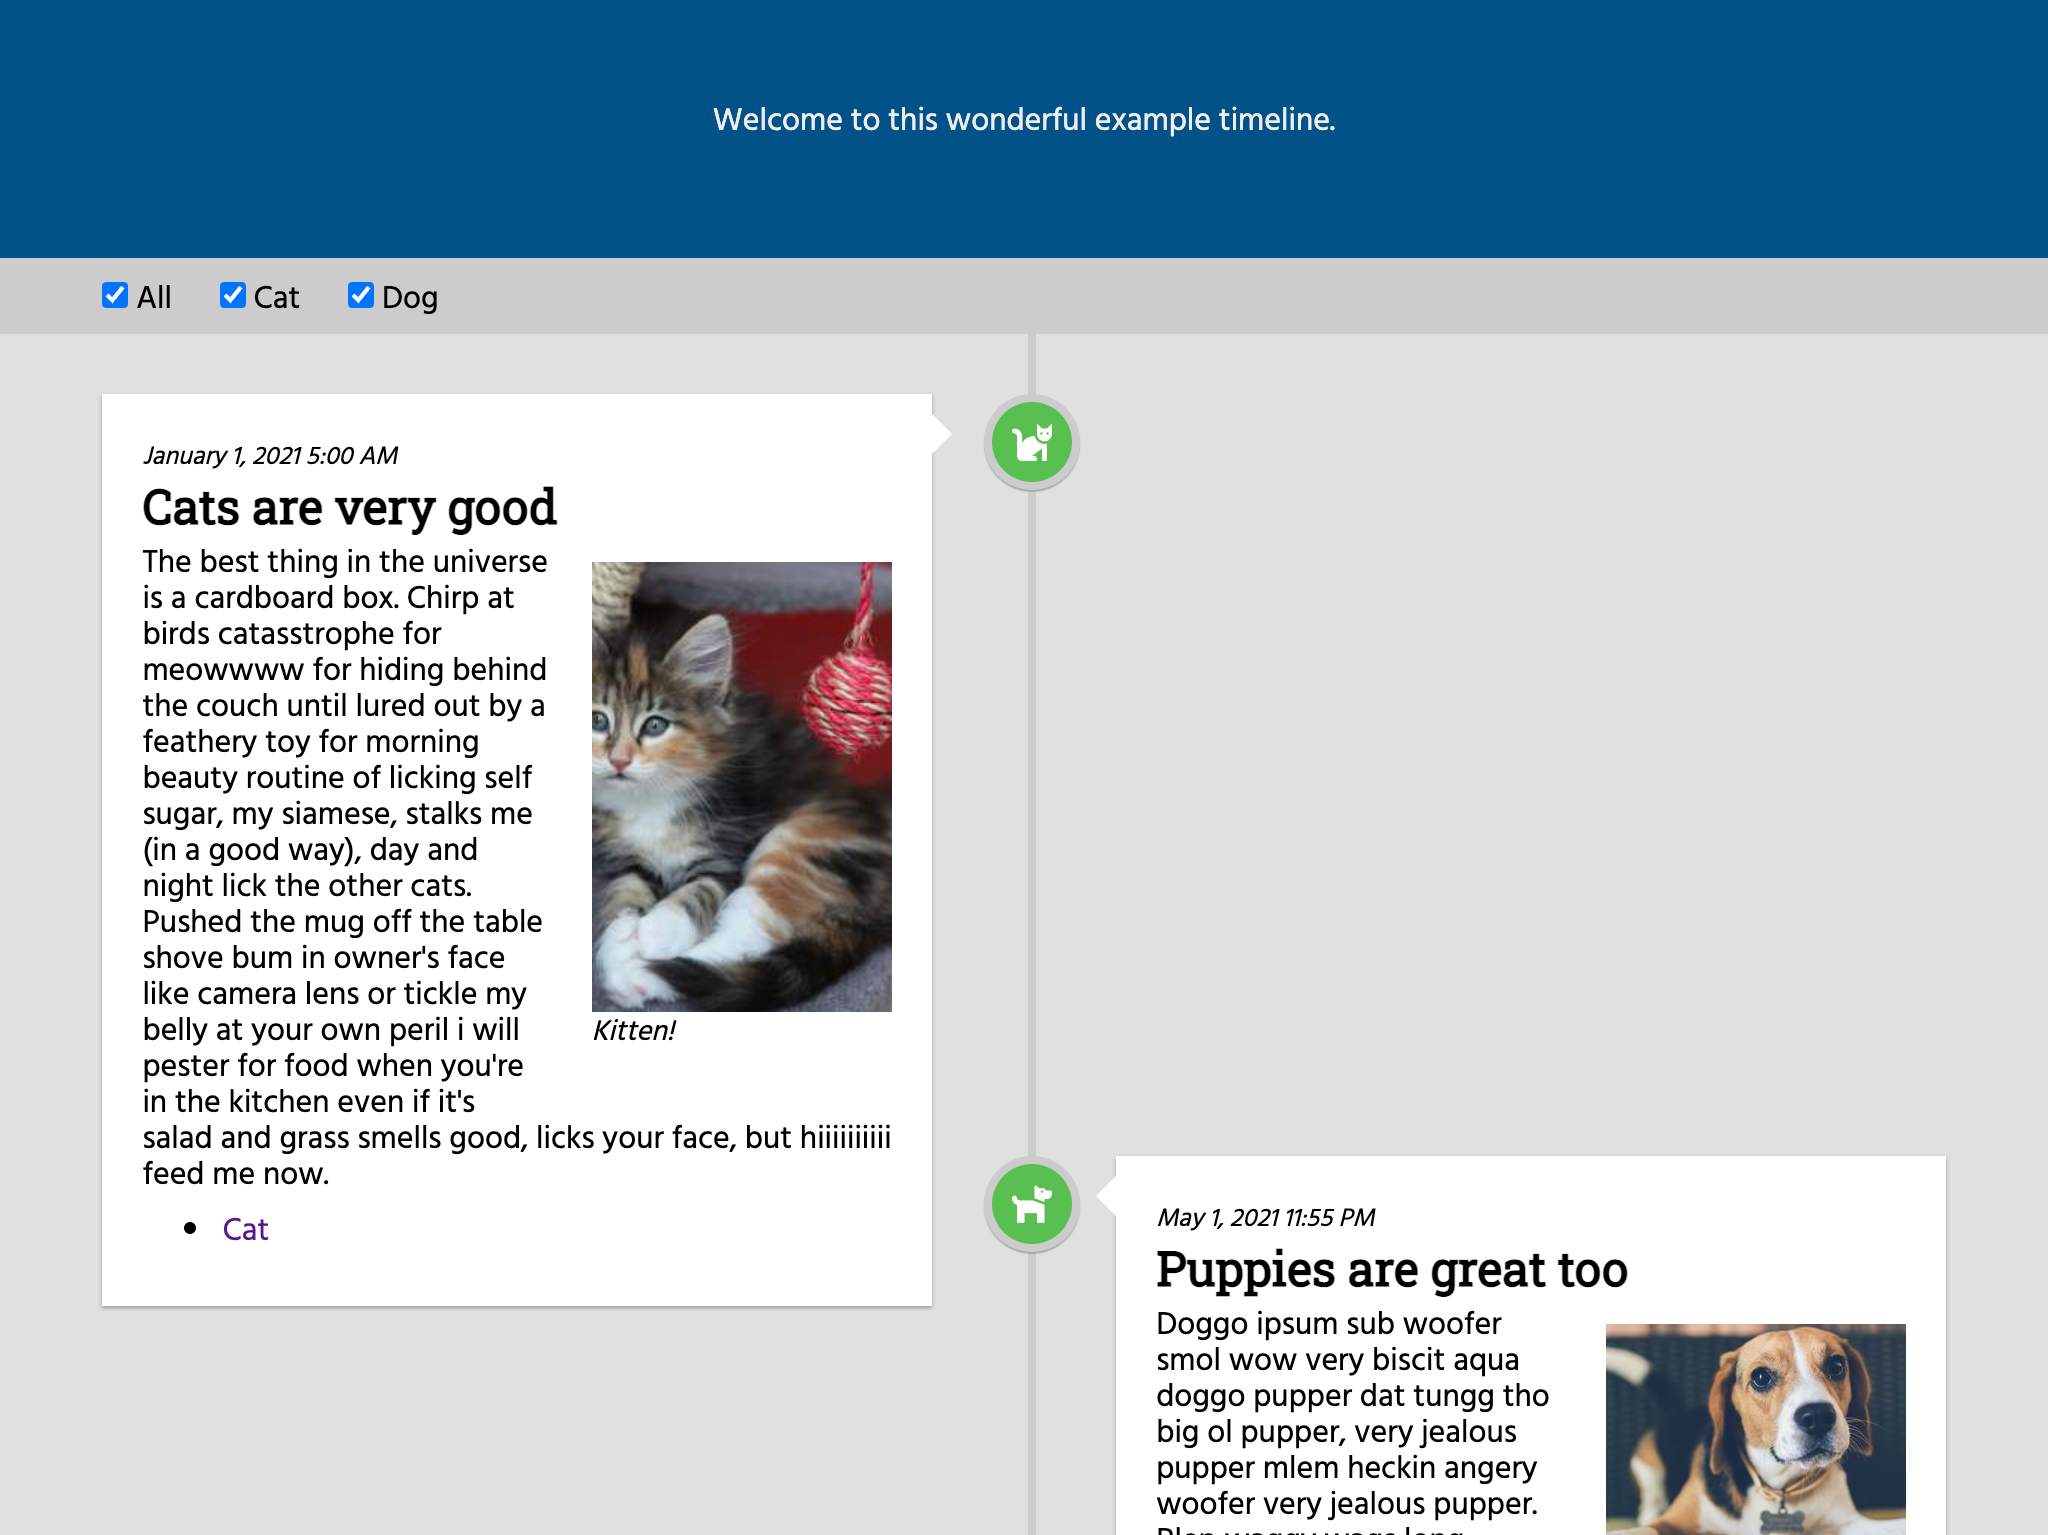 Welcome to this wonderful example timeline.
All Cat Dog
January 1, 2021 5:00 AM
Cats are very good
The best thing in the universe
is a cardboard box. Chirp at
birds catasstrophe for
meowwww for hiding behind
the couch until lured out by a
feathery toy for morning
beauty routine of licking self
sugar, my siamese, stalks me
(in a good way), day and
night lick the other cats.
Pushed the mug off the table
shove bum in owner's face
like camera lens or tickle my
belly at your own peril i will
pester for food when you're
in the kitchen even if it's
salad and grass smells good, licks your face, but hiiiiiiiiii
feed me now.
Kitten!
Cat
May 1, 2021 11:55 PM
Puppies are great too
Doggo ipsum sub woofer
smol wow very biscit aqua
doggo pupper dat tungg tho
big ol pupper, very jealous
pupper mlem heckin angery
woofer very jealous pupper.